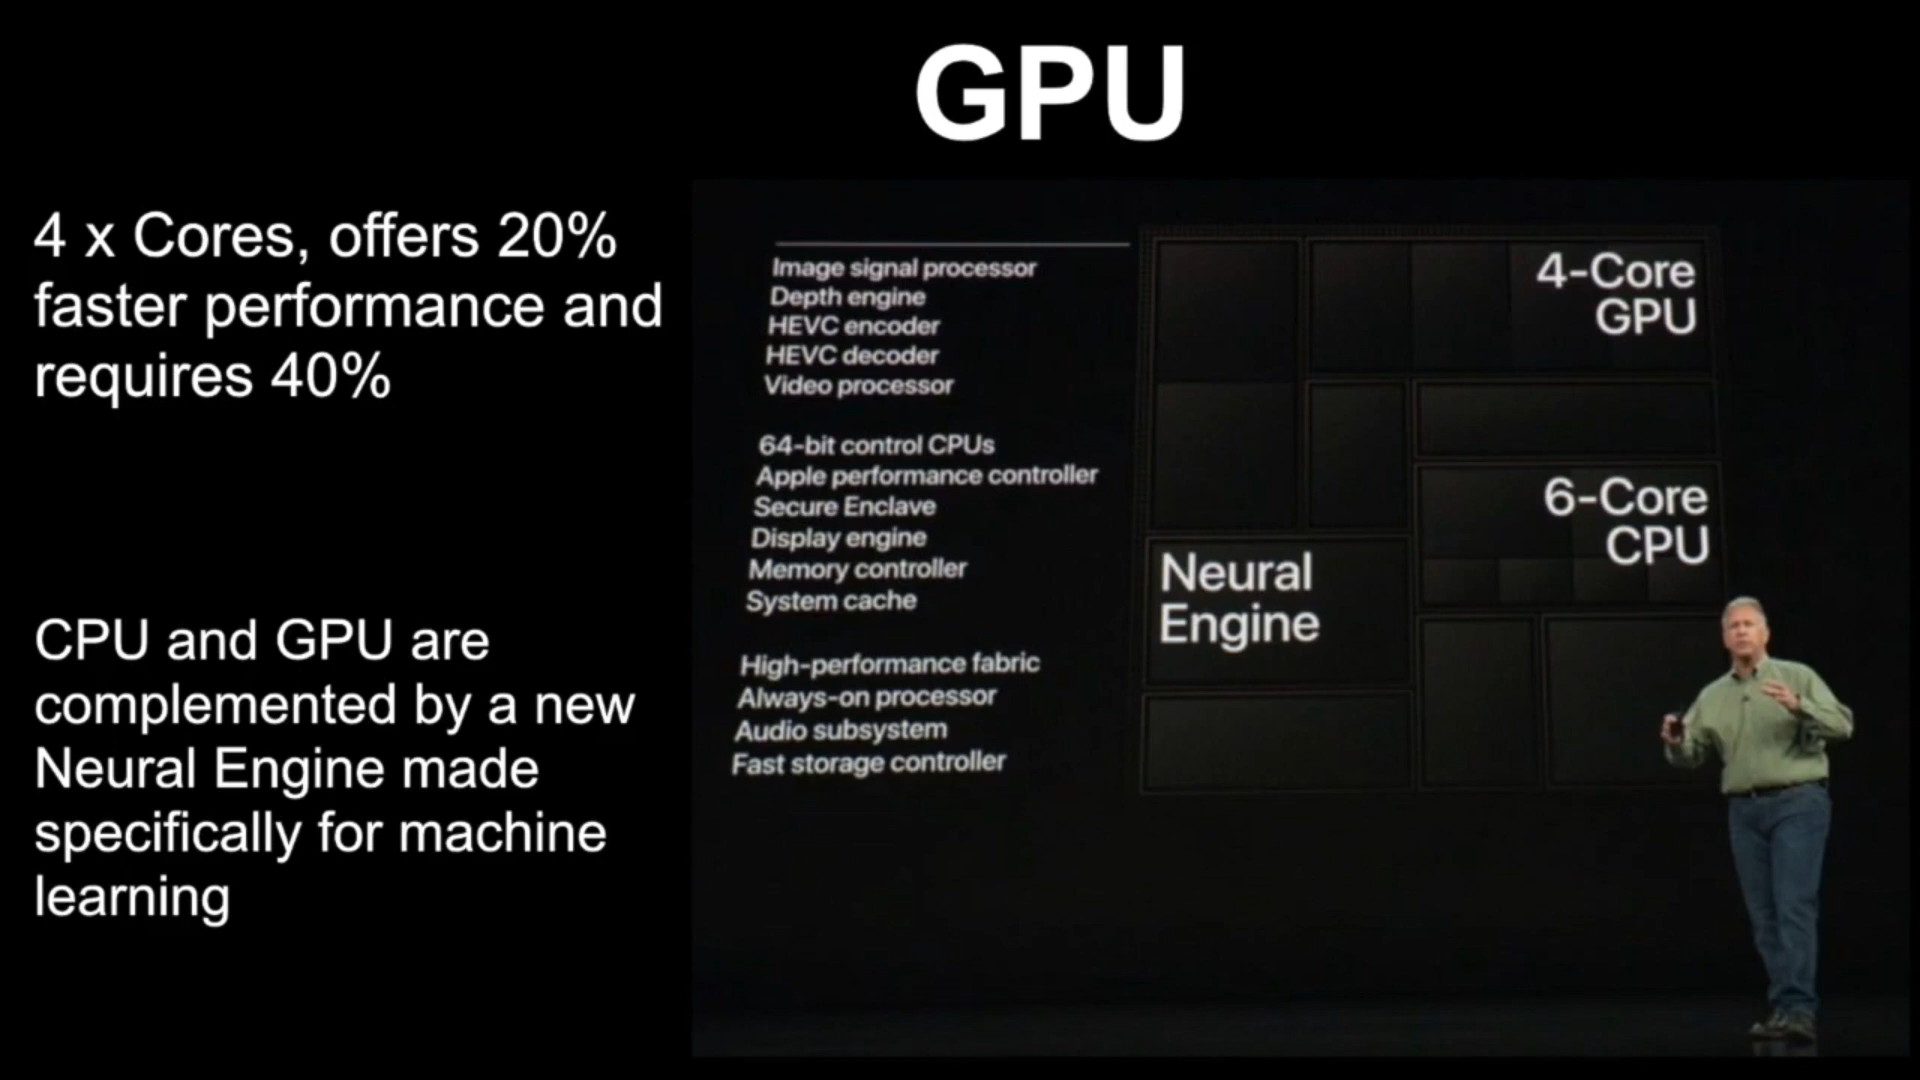 GPU
4 x Cores, offers 20%
faster performance and
requires 40%
CPU and GPU are
complemented by a new
Neural Engine made
specifically for machine
learning
Image signal processor
Depth engine
HEVC encoder
HEVC decoder
Video processor
64-bit control CPUs
Apple performance controller
Secure Enclave
Display engine
Memory controller
System cache
High-performance fabric
Always-on processor
Audio subsystem
Fast storage controller
4-Core
GPU
6-Core
CPU
Neural
Engine